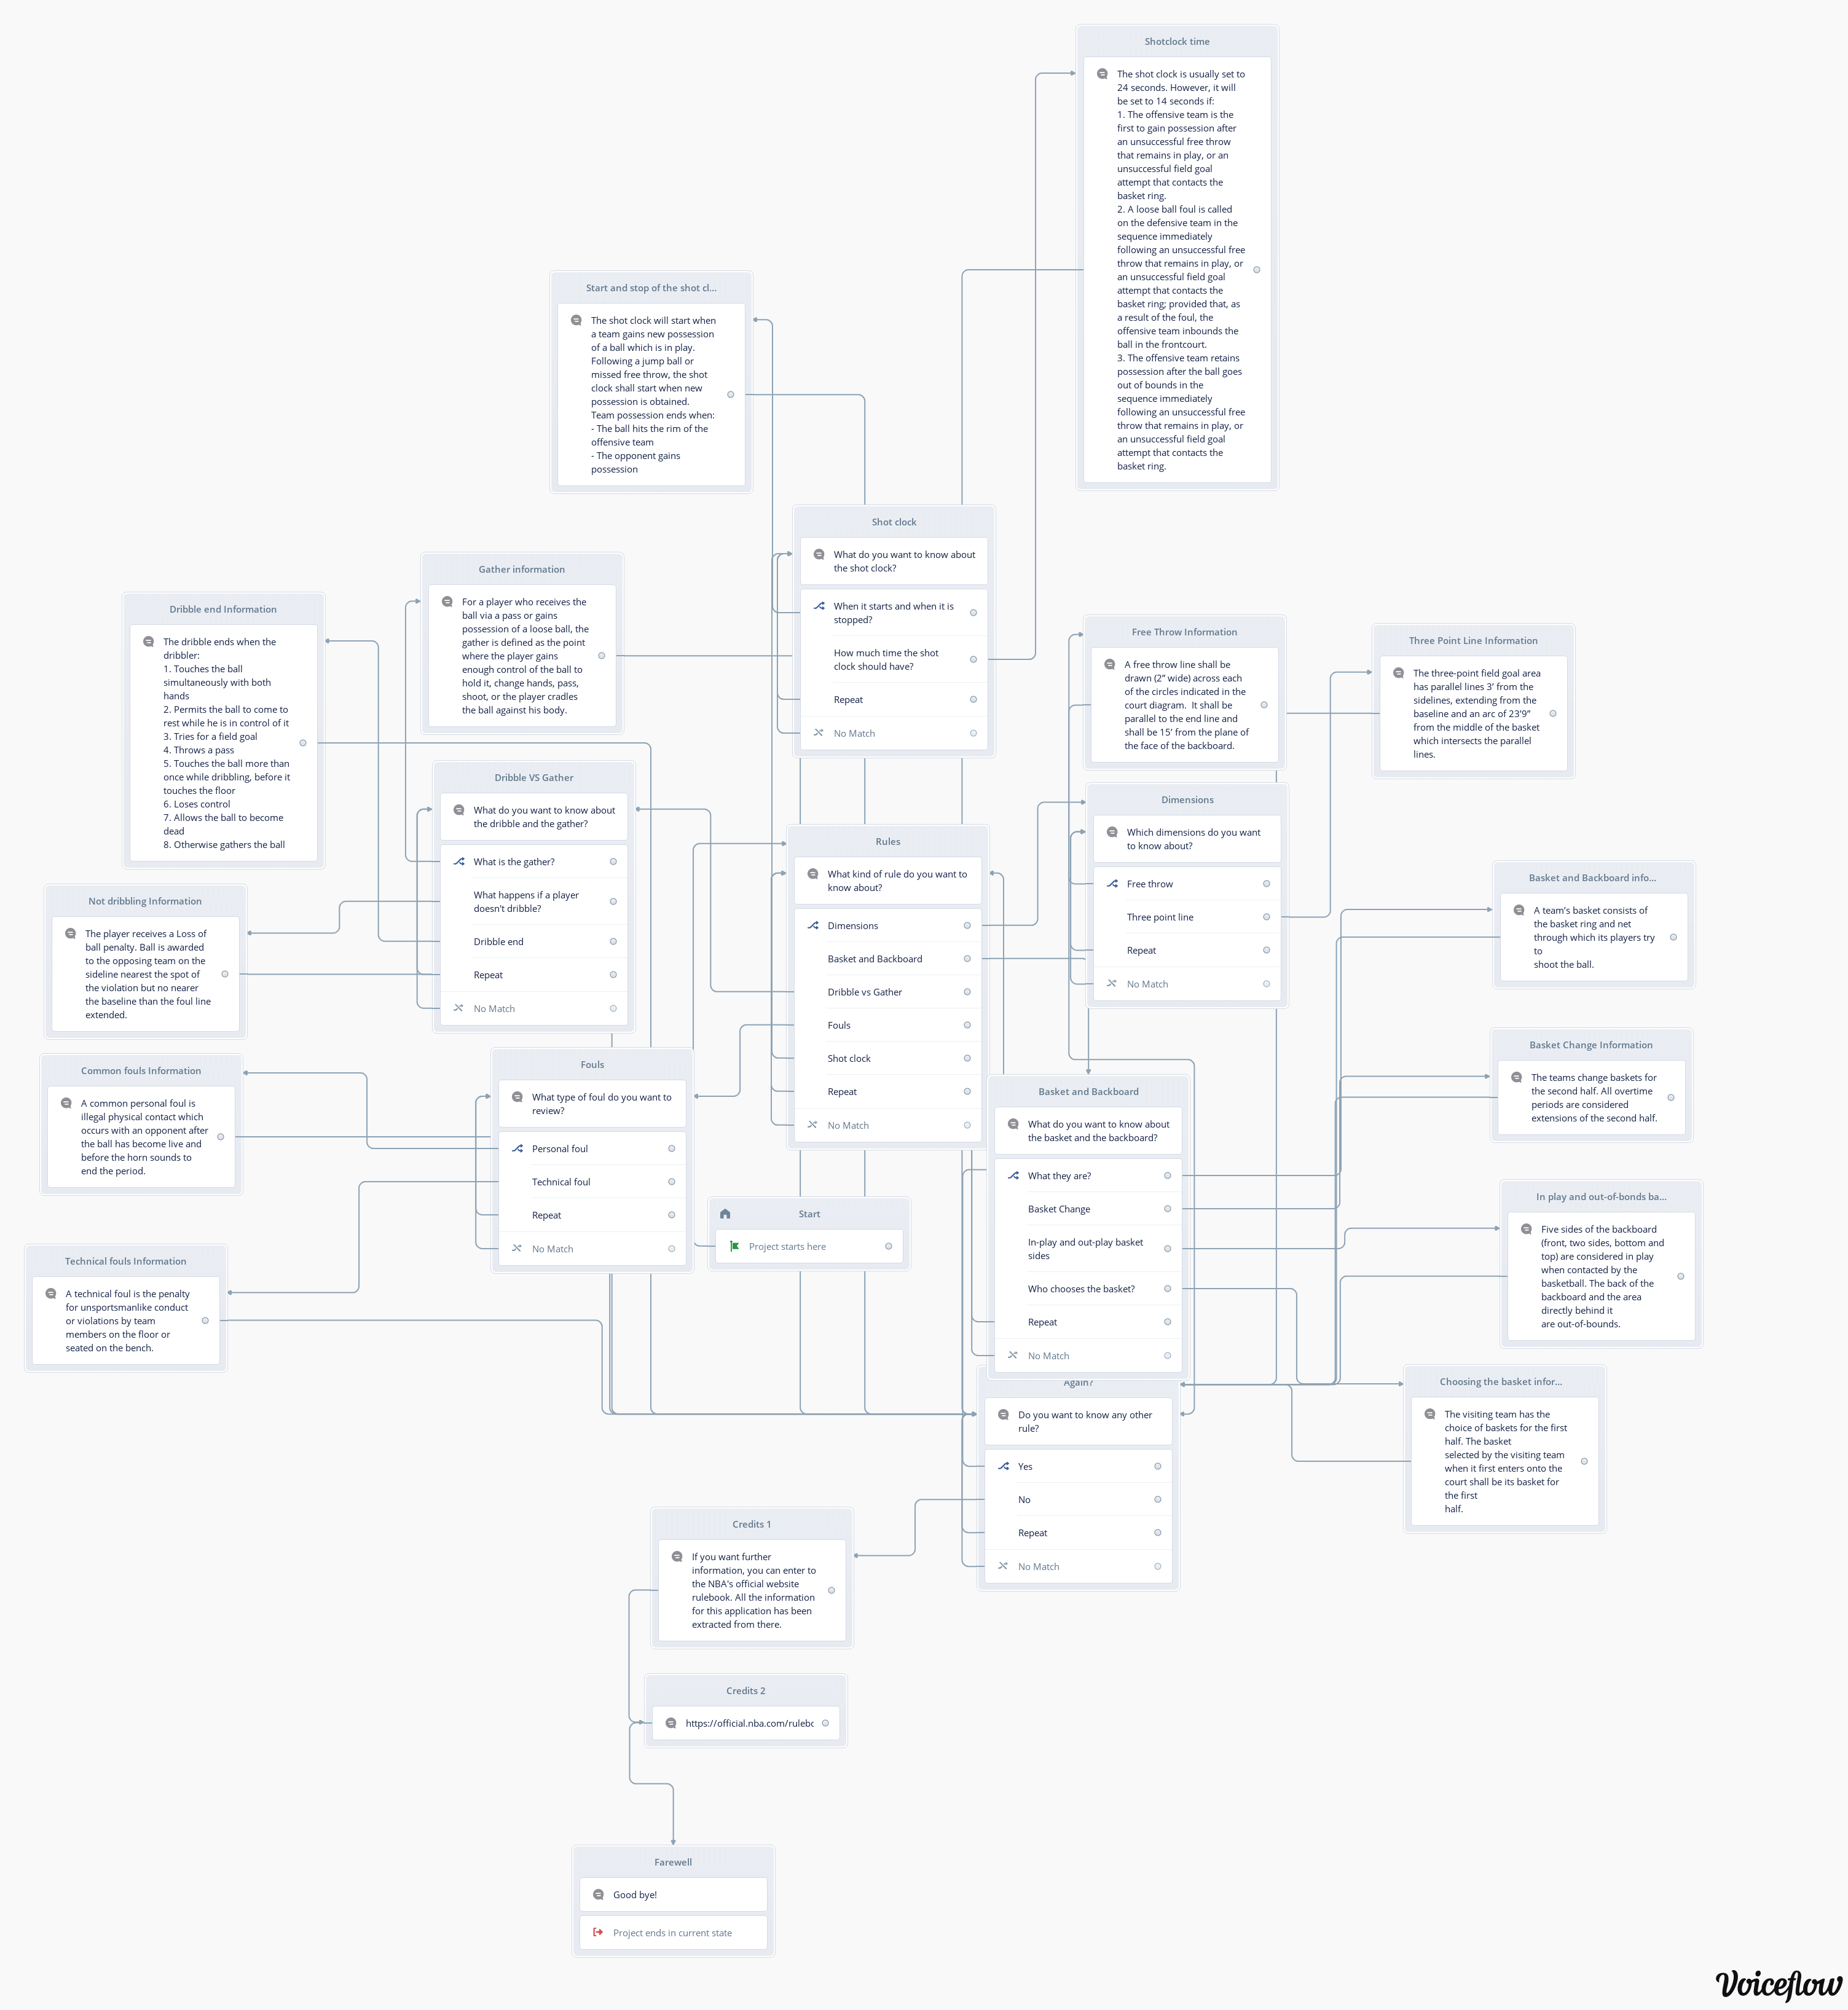 Shotclock time
The shot clock is usually set to
24 seconds. However, it will
be set to 14 seconds if:
1. The offensive team is the
first to gain possession after
an unsuccessful free throw
that remains in play, or an
unsuccessful field goal
attempt that contacts the
basket ring.
2. A loose ball foul is called
on the defensive team in the
sequence immediately
following an unsuccessful free
throw that remains in play, or
an unsuccessful field goal
attempt that contacts the
basket ring; provided that, as
a result of the foul, the
offensive team inbounds the
ball in the frontcourt.
3. The offensive team retains
possession after the ball goes
out of bounds in the
sequence immediately
following an unsuccessful free
throw that remains in play, or
an unsuccessful field goal
attempt that contacts the
basket ring.
Start and stop of the shot cl...
The shot clock will start when
a team gains new possession
of a ball which is in play.
Following a jump ball or
missed free throw, the shot
clock shall start when new
possession is obtained.
Team possession ends when:
- The ball hits the rim of the
offensive team
- The opponent gains
possession
Shot clock
What do you want to know about
the shot clock?
When it starts and when it is
stopped?
How much time the shot
clock should have?
Repeat
No Match
Gather information
For a player who receives the
ball via a pass or gains
possession of a loose ball, the
gather is defined as the point
where the player gains
enough control of the ball to
hold it, change hands, pass,
shoot, or the player cradles
the ball against his body.
Dribble end Information
The dribble ends when the
dribbler:
1. Touches the ball
simultaneously with both
hands
2. Permits the ball to come to
rest while he is in control of it
3. Tries for a field goal
4. Throws a pass
5. Touches the ball more than
once while dribbling, before it
touches the floor
6. Loses control
7. Allows the ball to become
dead
8. Otherwise gathers the ball
Free Throw Information
A free throw line shall be
drawn (2” wide) across each
of the circles indicated in the
court diagram.  It shall be
parallel to the end line and
shall be 15’ from the plane of
the face of the backboard.
Three Point Line Information
The three-point field goal area
has parallel lines 3’ from the
sidelines, extending from the
baseline and an arc of 23’9”
from the middle of the basket
which intersects the parallel
lines.
Dribble VS Gather
What do you want to know about
the dribble and the gather?
What is the gather?
What happens if a player
doesn't dribble?
Dribble end
Repeat
No Match
Dimensions
Which dimensions do you want
to know about?
Free throw
Three point line
Repeat
No Match
Rules
What kind of rule do you want to
know about?
Dimensions
Basket and Backboard
Dribble vs Gather
Fouls
Shot clock
Repeat
No Match
Basket and Backboard info...
A team’s basket consists of
the basket ring and net
through which its players try
to
shoot the ball.
Not dribbling Information
The player receives a Loss of
ball penalty. Ball is awarded
to the opposing team on the
sideline nearest the spot of
the violation but no nearer
the baseline than the foul line
extended.
Basket Change Information
The teams change baskets for
the second half. All overtime
periods are considered
extensions of the second half.
Common fouls Information
A common personal foul is
illegal physical contact which
occurs with an opponent after
the ball has become live and
before the horn sounds to
end the period.
Fouls
What type of foul do you want to
review?
Personal foul
Technical foul
Repeat
No Match
Basket and Backboard
What do you want to know about
the basket and the backboard?
What they are?
Basket Change
In-play and out-play basket
sides
Who chooses the basket?
Repeat
No Match
Start
Project starts here
In play and out-of-bonds ba...
Five sides of the backboard
(front, two sides, bottom and
top) are considered in play
when contacted by the
basketball. The back of the
backboard and the area
directly behind it
are out-of-bounds.
Technical fouls Information
A technical foul is the penalty
for unsportsmanlike conduct
or violations by team
members on the floor or
seated on the bench.
Again?
Do you want to know any other
rule?
Yes
No
Repeat
No Match
Choosing the basket infor...
The visiting team has the
choice of baskets for the first
half. The basket
selected by the visiting team
when it first enters onto the
court shall be its basket for
the first
half.
Credits 1
If you want further
information, you can enter to
the NBA's official website
rulebook. All the information
for this application has been
extracted from there.
Credits 2
https://official.nba.com/rulebo
Farewell
Good bye!
Project ends in current state
Voiceflow